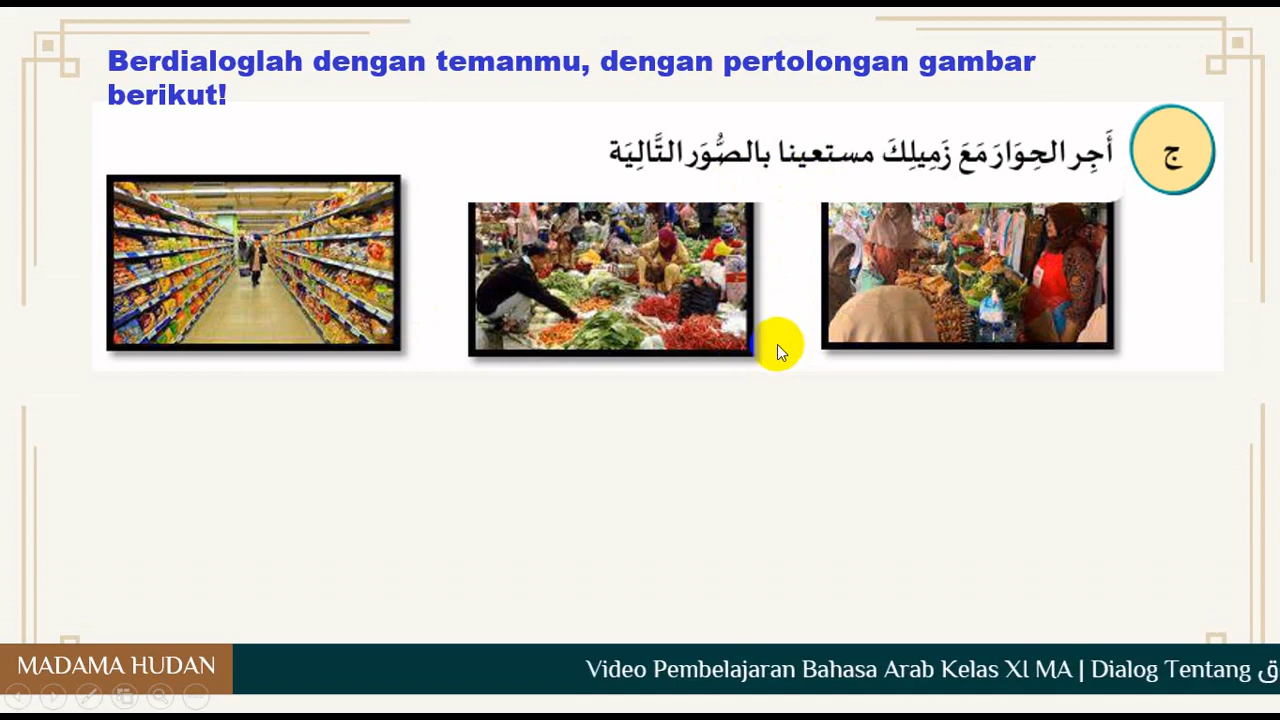 Berdialoglah dengan temanmu, dengan pertolongan gambar
berikut!
ج
أَجِرِ الحِوَارَ مَعَ زَمِيلِكَ مستعينا بالصُّوَرِ التَّالِيَة
MADAMA HUDAN
Video Pembelajaran Bahasa Arab Kelas XI MA | Dialog Tentang ق